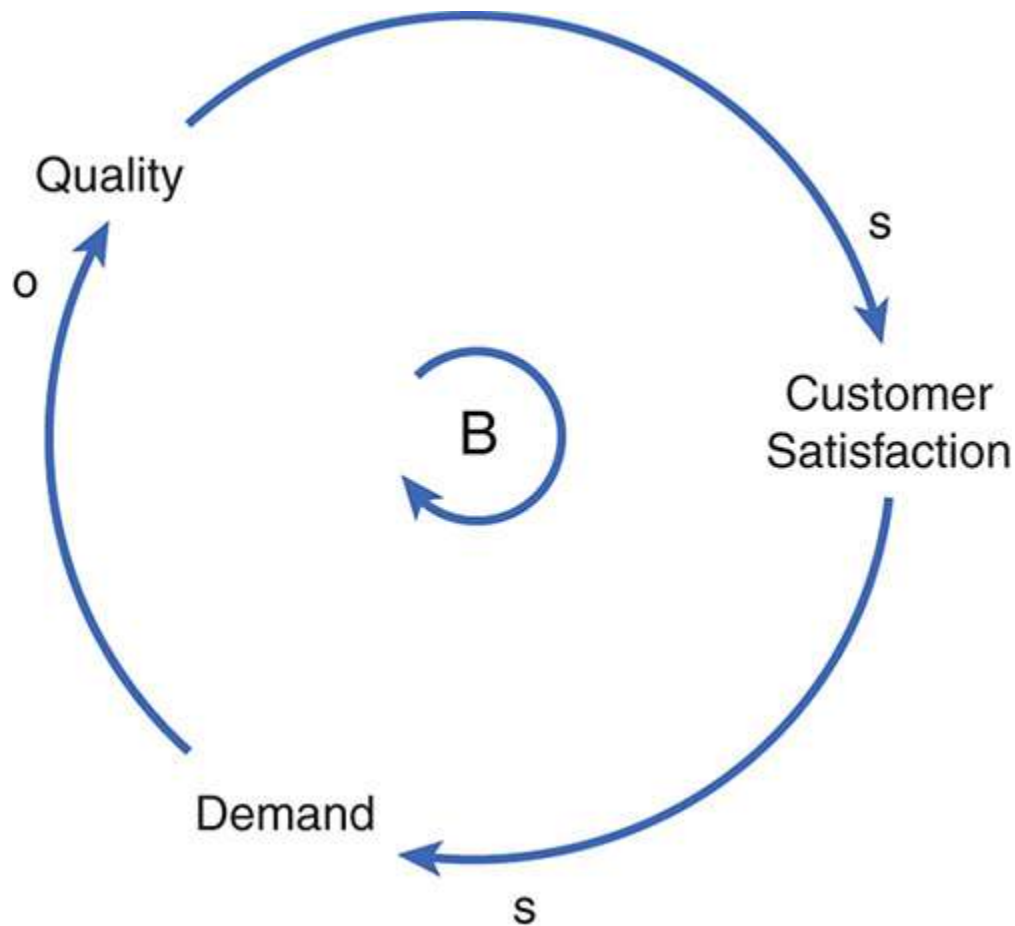 Quality
s
o
Customer
Satisfaction
B
Demand
s